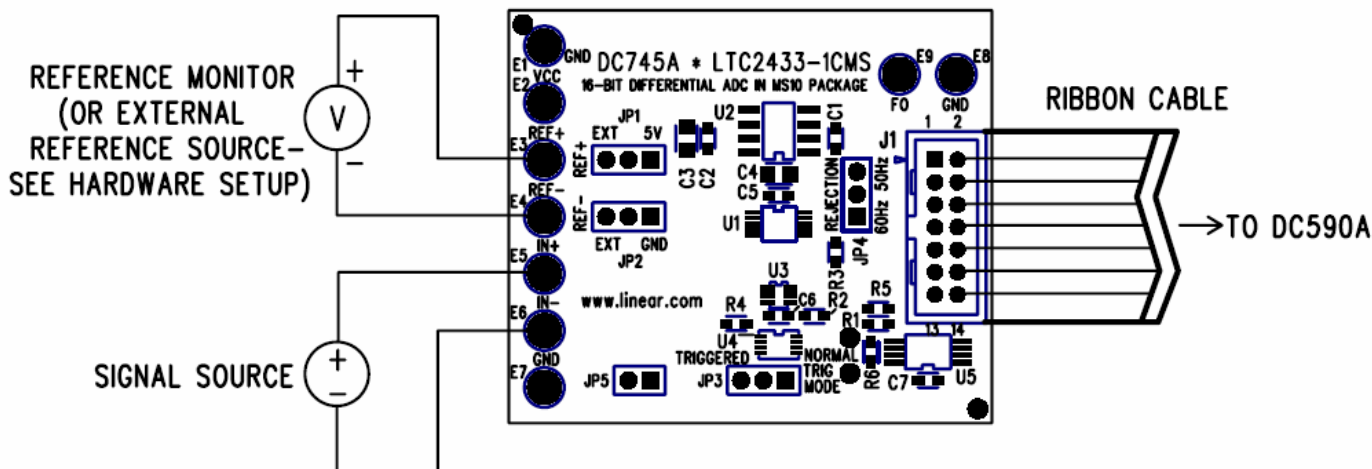 REFERENCE MONITOR
(OR EXTERNAL
REFERENCE SOURCE-
SEE HARDWARE SETUP)
+
V
-
SIGNAL SOURCE
+
-
E1
GND
VCC
E2
REF+
E3
REF-
E4
IN+
E5
IN-
E6
GND
E7
DC745A * LTC2433-1CMS
16-BIT DIFFERENTIAL ADC IN MS10 PACKAGE
E9
E8
FO
GND
JP1
EXT 5V
REF+
REF-
EXT GND
JP2
C3
C2
U2
C1
C4
C5
U1
REJECTION
60Hz 50Hz
JP4
R3
www.linear.com
U3
R4
C6
R2
U4
R5
R1
TRIGGERED
NORMAL
TRIG
MODE
JP5
JP3
R6
C7
U5
J1
1 2
13 14
RIBBON CABLE
TO DC590A